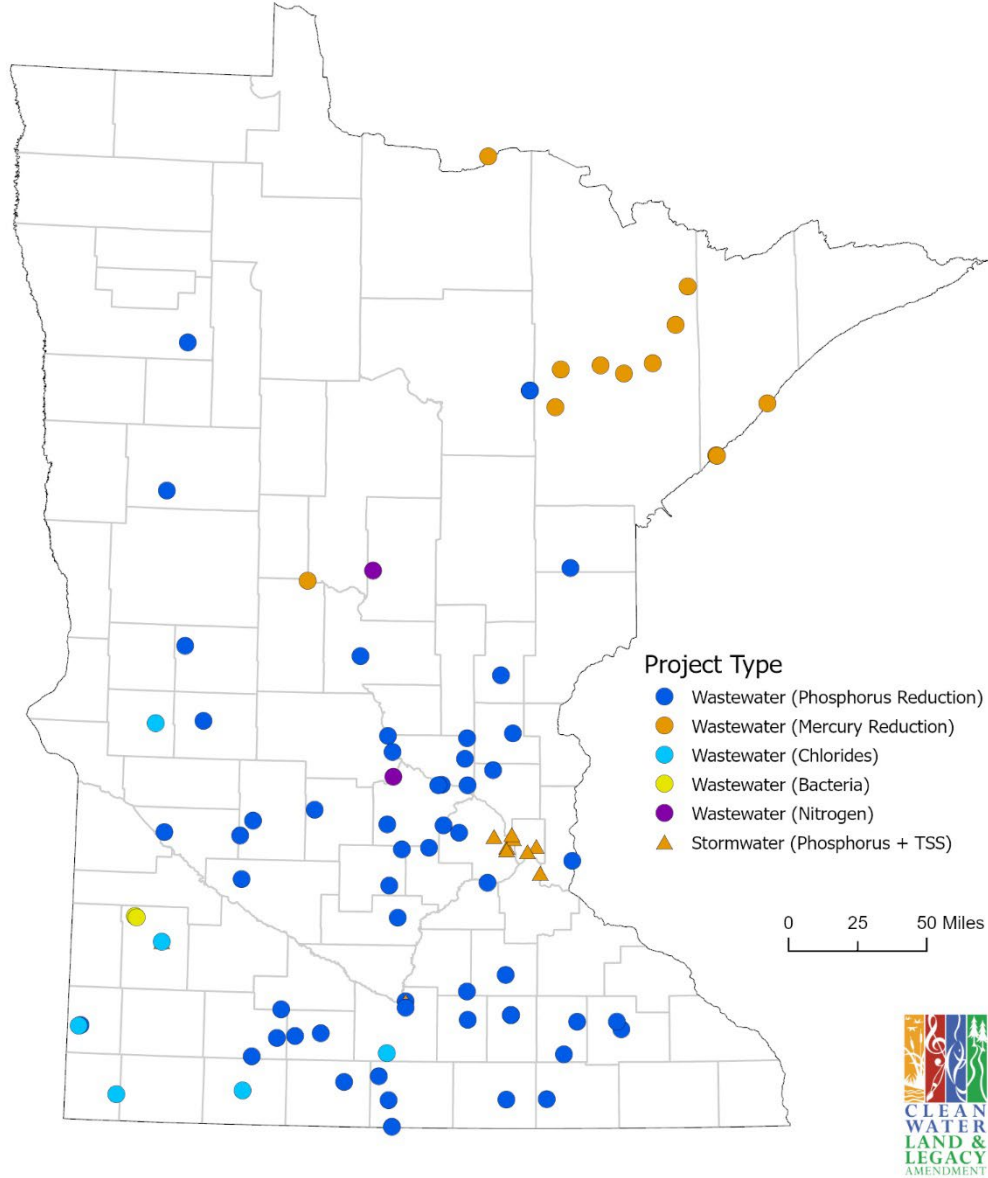 Project Type
Wastewater (Phosphorus Reduction)
Wastewater (Mercury Reduction)
Wastewater (Chlorides)
Wastewater (Bacteria)
Wastewater (Nitrogen)
Stormwater (Phosphorus + TSS)
0 25 50 Miles
CLEAN
WATER
LAND &
LEGACY
AMENDMENT